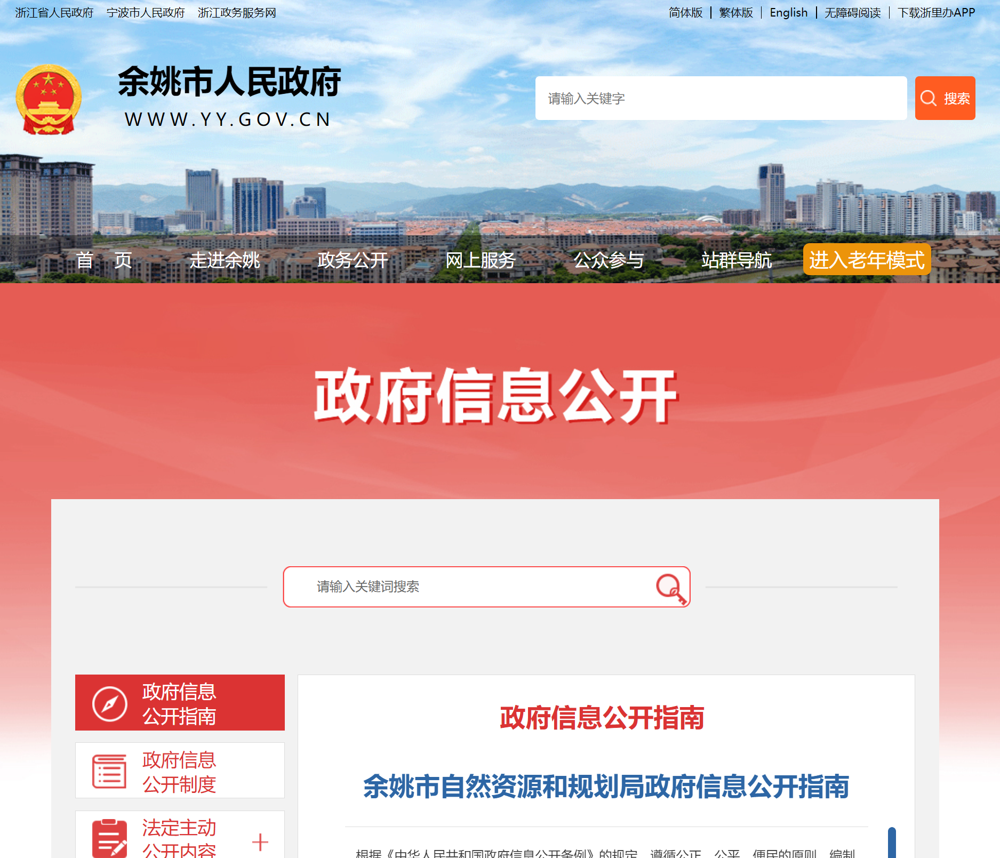 浙江省人民政府 宁波市人民政府 浙江政务服务网 简体版 繁体版 English 无障碍阅读 下载浙里办APP
余姚市人民政府
WWW.YY.GOV.CN
请输入关键字 搜索
首 页 走进余姚 政务公开 网上服务 公众参与 站群导航 进入老年模式
政府信息公开
请输入关键词搜索
政府信息
公开指南
政府信息
公开制度
法定主动
公开内容
政府信息公开指南
余姚市自然资源和规划局政府信息公开指南
根据《中华人民共和国政府信息公开条例》的规定，遵循公正、公平、便民的原则，编制